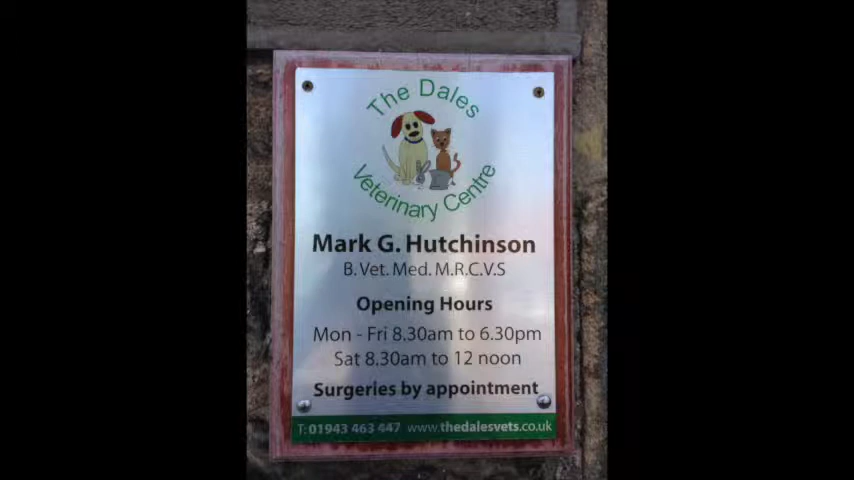 The Dales
Veterinary Centre
Mark G. Hutchinson
B. Vet. Med. M.R.C.V.S
Opening Hours
Mon - Fri 8.30am to 6.30pm
Sat 8.30am to 12 noon
Surgeries by appointment
T: 01943 463 447 www.thedalesvets.co.uk